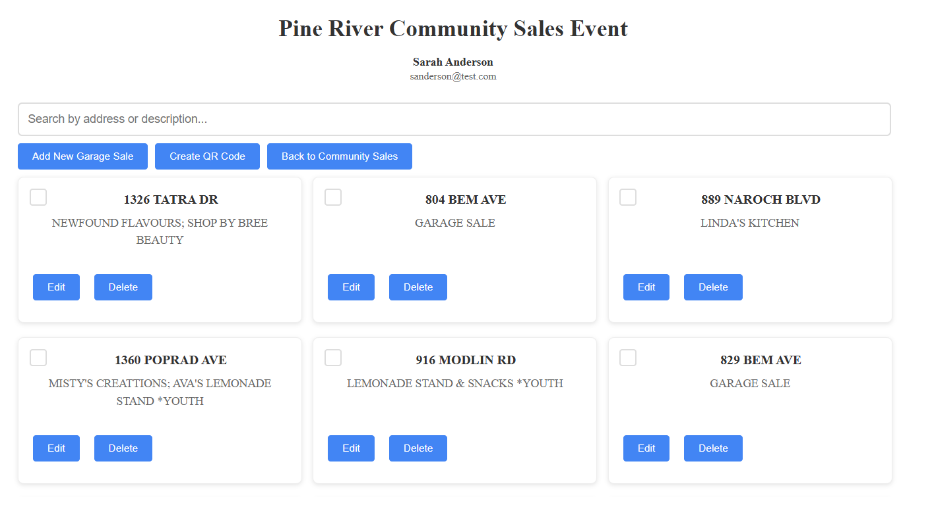 Pine River Community Sales Event
Sarah Anderson
sanderson@test.com
Search by address or description...
Add New Garage Sale
Create QR Code
Back to Community Sales
1326 TATRA DR
NEWFOUND FLAVOURS; SHOP BY BREE
BEAUTY
Edit
Delete
804 BEM AVE
GARAGE SALE
Edit
Delete
889 NAROCH BLVD
LINDA'S KITCHEN
Edit
Delete
1360 POPRAD AVE
MISTY'S CREATTIONS; AVA'S LEMONADE
STAND *YOUTH
Edit
Delete
916 MODLIN RD
LEMONADE STAND & SNACKS *YOUTH
Edit
Delete
829 BEM AVE
GARAGE SALE
Edit
Delete